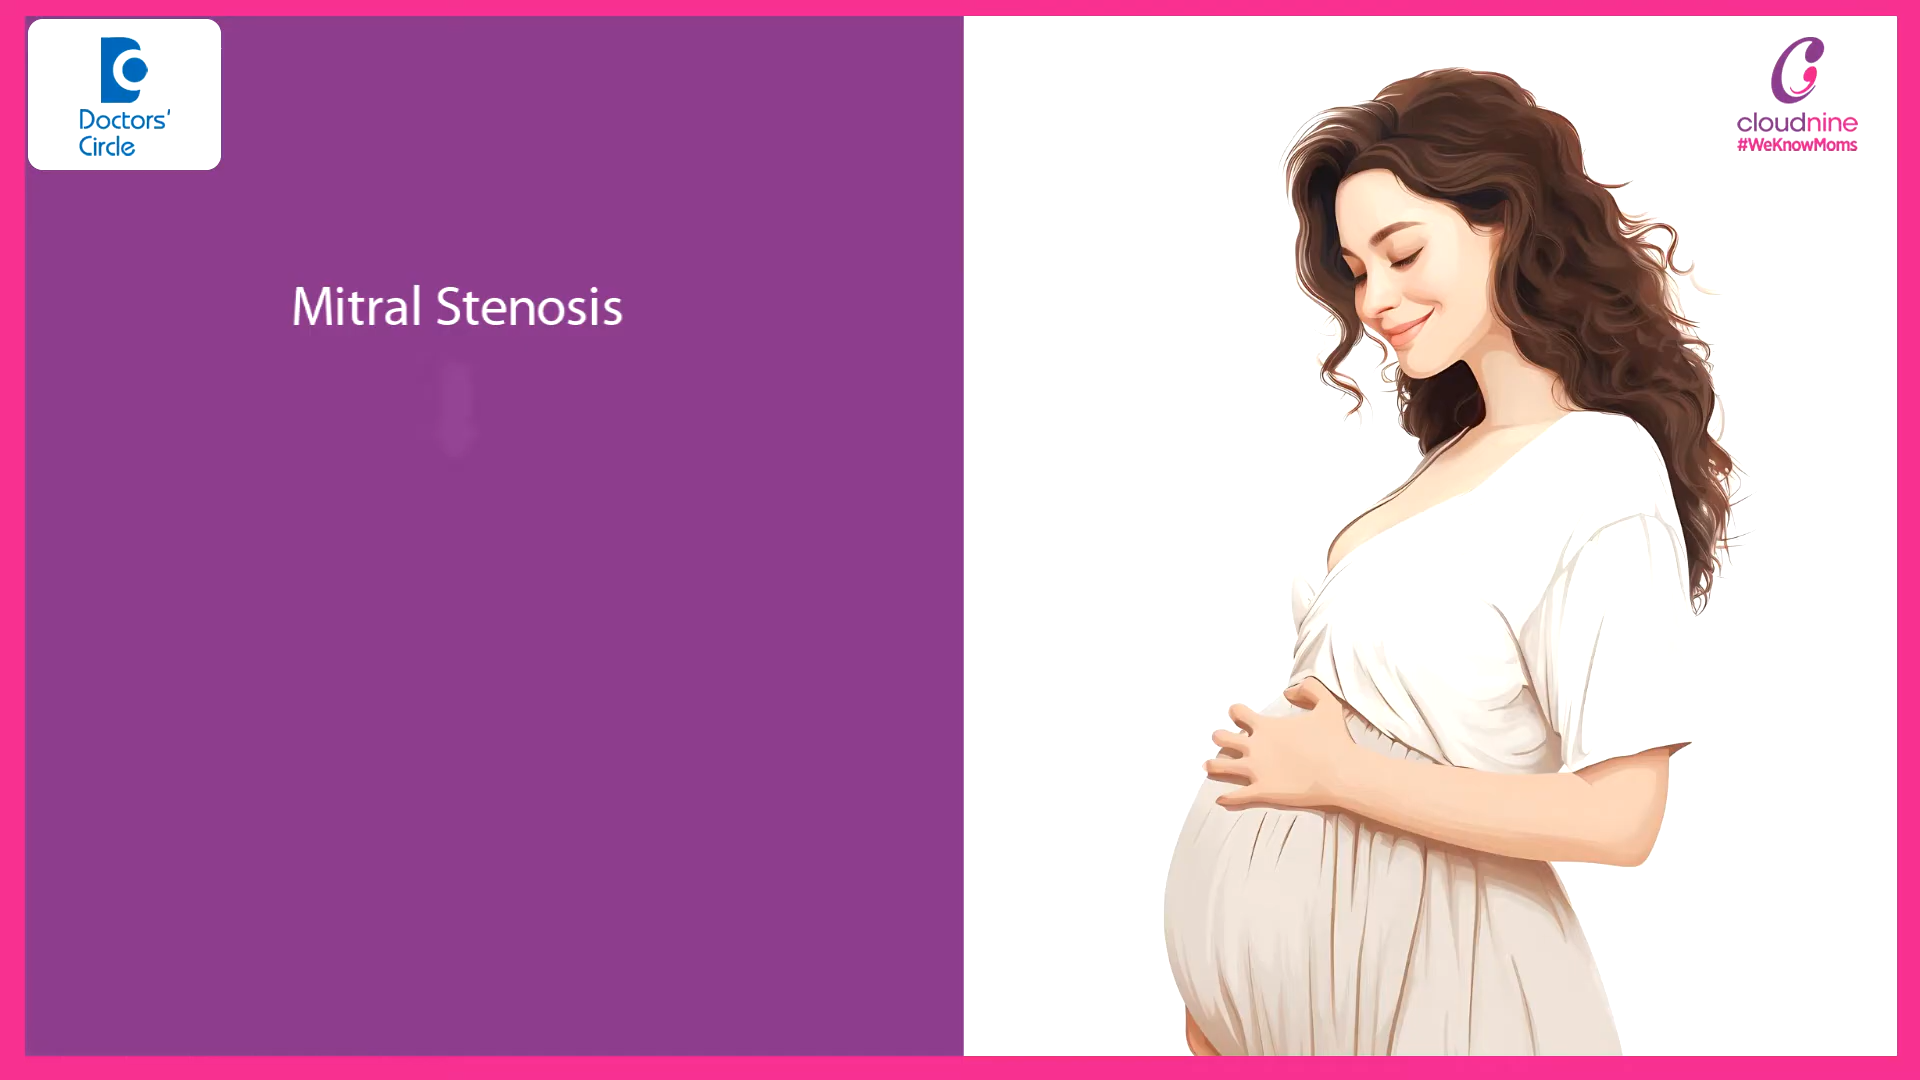 Doctors'
Circle
Mitral Stenosis
cloudnine
#WeKnowMoms